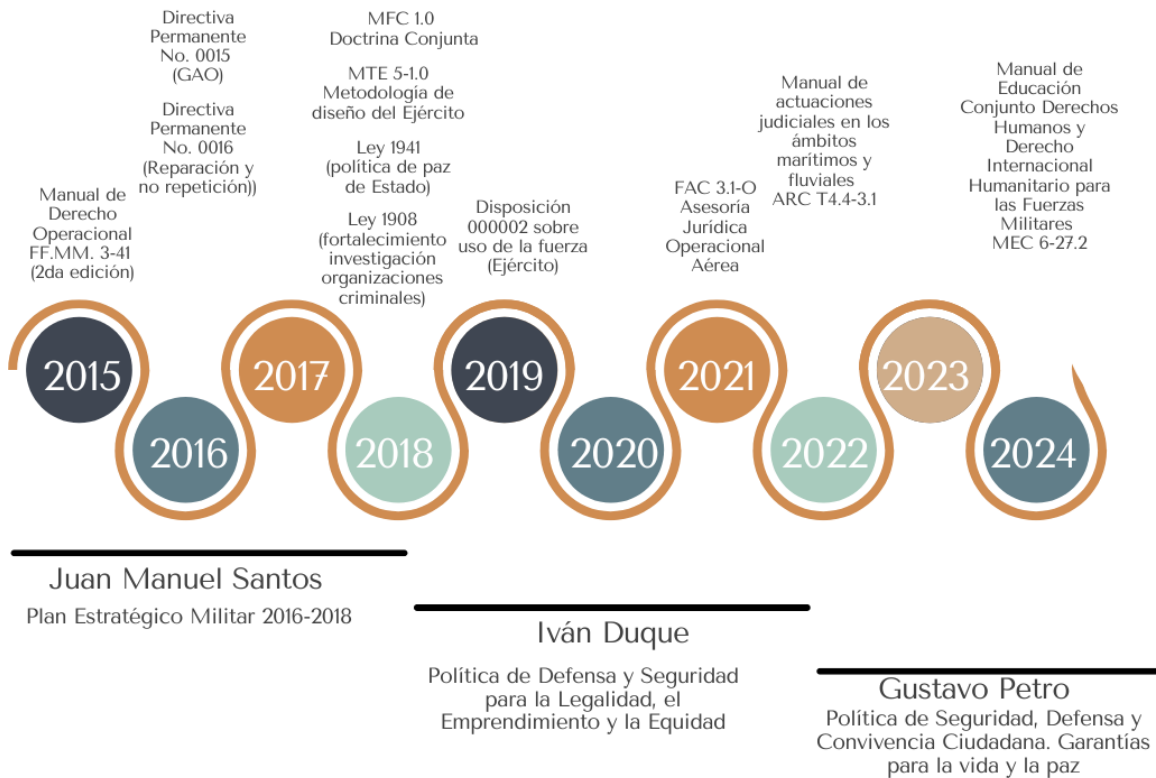 Manual de
Derecho
Operacional
FF.MM. 3-41
(2da edición)
Directiva
Permanente
No. 0015
(GAO)
Directiva
Permanente
No. 0016
(Reparación y
no repetición))
MFC 1.0
Doctrina Conjunta
MTE 5-1.0
Metodología de
diseño del Ejército
Ley 1941
(política de paz
de Estado)
Ley 1908
(fortalecimiento
investigación
organizaciones
criminales)
Disposición
000002 sobre
uso de la fuerza
(Ejército)
FAC 3.1-O
Asesoría
Jurídica
Operacional
Aérea
Manual de
actuaciones
judiciales en los
ámbitos
marítimos y
fluviales
ARC T4.4-3.1
Manual de
Educación
Conjunto Derechos
Humanos y
Derecho
Internacional
Humanitario para
las Fuerzas
Militares
MEC 6-27.2
2015
2016
2017
2018
2019
2020
2021
2022
2023
2024
Juan Manuel Santos
Plan Estratégico Militar 2016-2018
Iván Duque
Política de Defensa y Seguridad
para la Legalidad, el
Emprendimiento y la Equidad
Gustavo Petro
Política de Seguridad, Defensa y
Convivencia Ciudadana. Garantías
para la vida y la paz